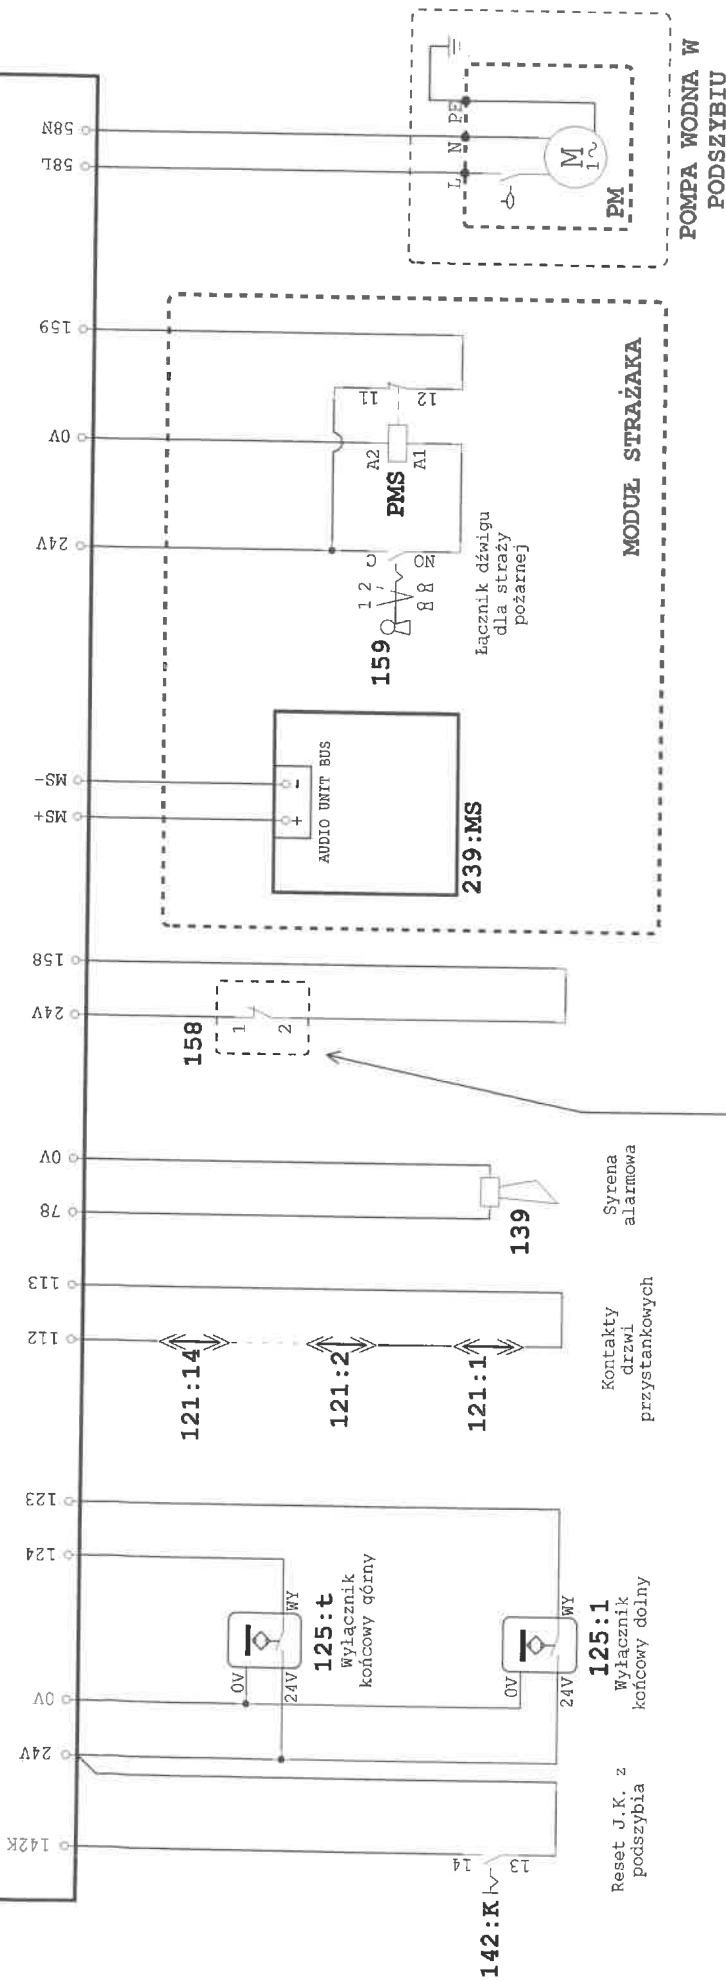 142K
24V
0V
124
123
112
113
78
0V
24V
158
MS+
MS-
24V
0V
159
58L
58N
142:K
14
13
Reset J.K. z
podszybia
0V
24V
WY
125:t
Wyłącznik
końcowy górny
0V
24V
WY
125:1
Wyłącznik
końcowy dolny
121:14
121:2
121:1
Kontakty
drzwi
przystankowych
139
Syrena
alarmowa
158
1
2
+
-
AUDIO UNIT BUS
239:MS
159
1 2
C
NO
Łącznik dźwigu
dla straży
pożarnej
PMS
A2
A1
11
12
MODUŁ STRAŻAKA
L
N
PE
M
1~
PM
POMPA WODNA W
PODSZYBIU